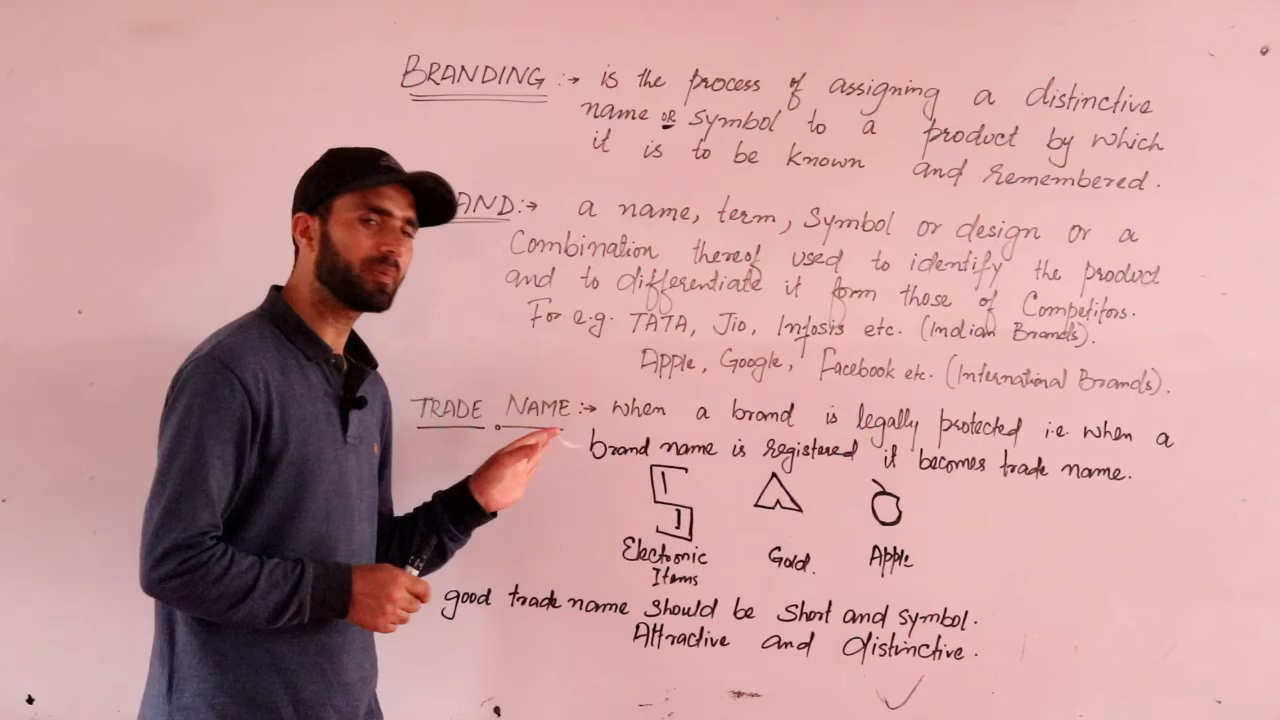 BRANDING :→ is the process of assigning a distinctive
name OR symbol to a product by which
it is to be known and remembered.
AND:→ a name, term, Symbol or design or a
Combination thereof used to identify the product
and to differentiate it form those of Competitors.
For e.g. TATA, Jio, Infosis etc. (Indian Brands).
Apple, Google, Facebook etc. (International Brands).
TRADE NAME :→ when a brand is legally protected i.e. when a
brand name is registered it becomes trade name.
Electronic Gold. Apple
Items
good trade name should be short and symbol.
Attractive and distinctive.